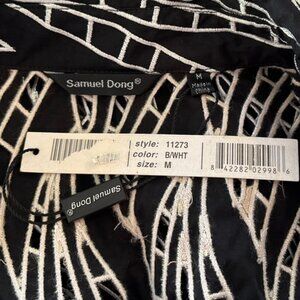 Samuel Dong®
M
Made in
China
style: 11273
color: B/WHT
size: M
8 42282 02998 6
Samuel Dong®